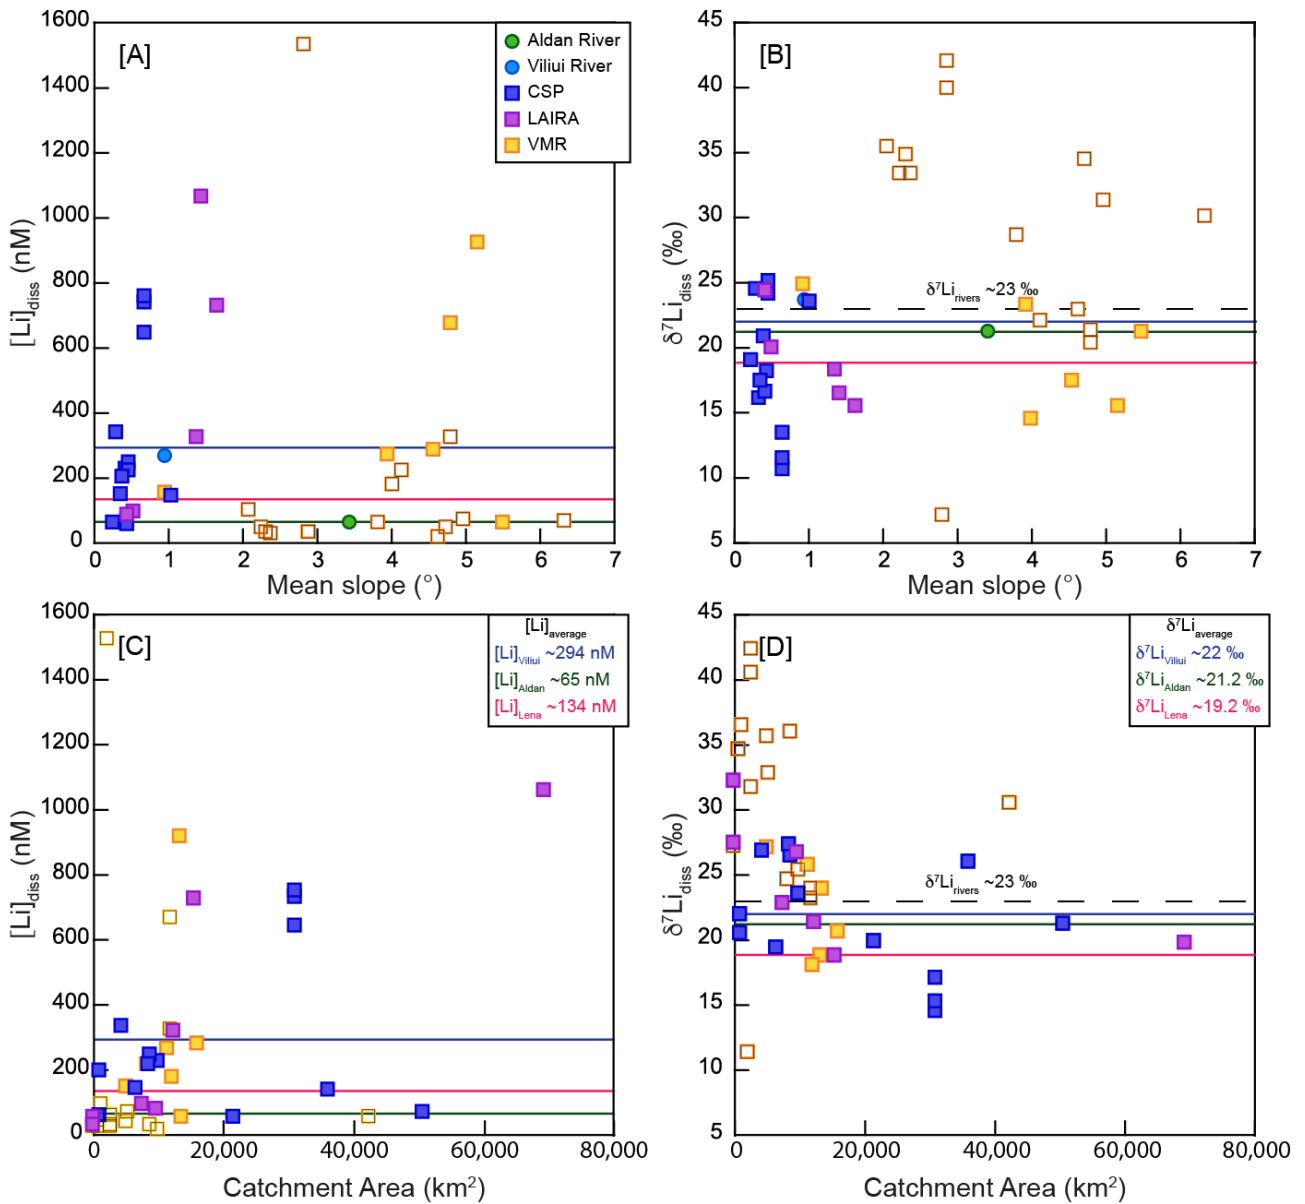 [A]
1600
1400
1200
1000
800
600
400
200
0
[Li]diss (nM)
0 1 2 3 4 5 6 7
Mean slope (°)
Aldan River
Viliui River
CSP
LAIRA
VMR
[B]
45
40
35
30
25
20
15
10
5
δ⁷Lidiss (‰)
δ⁷Lirivers ~23 ‰
0 1 2 3 4 5 6 7
Mean slope (°)
[C]
1600
1400
1200
1000
800
600
400
200
0
[Li]diss (nM)
[Li]average
[Li]Viliui ~294 nM
[Li]Aldan ~65 nM
[Li]Lena ~134 nM
0 20,000 40,000 60,000 80,000
Catchment Area (km²)
[D]
45
40
35
30
25
20
15
10
5
δ⁷Lidiss (‰)
δ⁷Liaverage
δ⁷LiViliui ~22 ‰
δ⁷LiAldan ~21.2 ‰
δ⁷LiLena ~19.2 ‰
δ⁷Lirivers ~23 ‰
0 20,000 40,000 60,000 80,000
Catchment Area (km²)